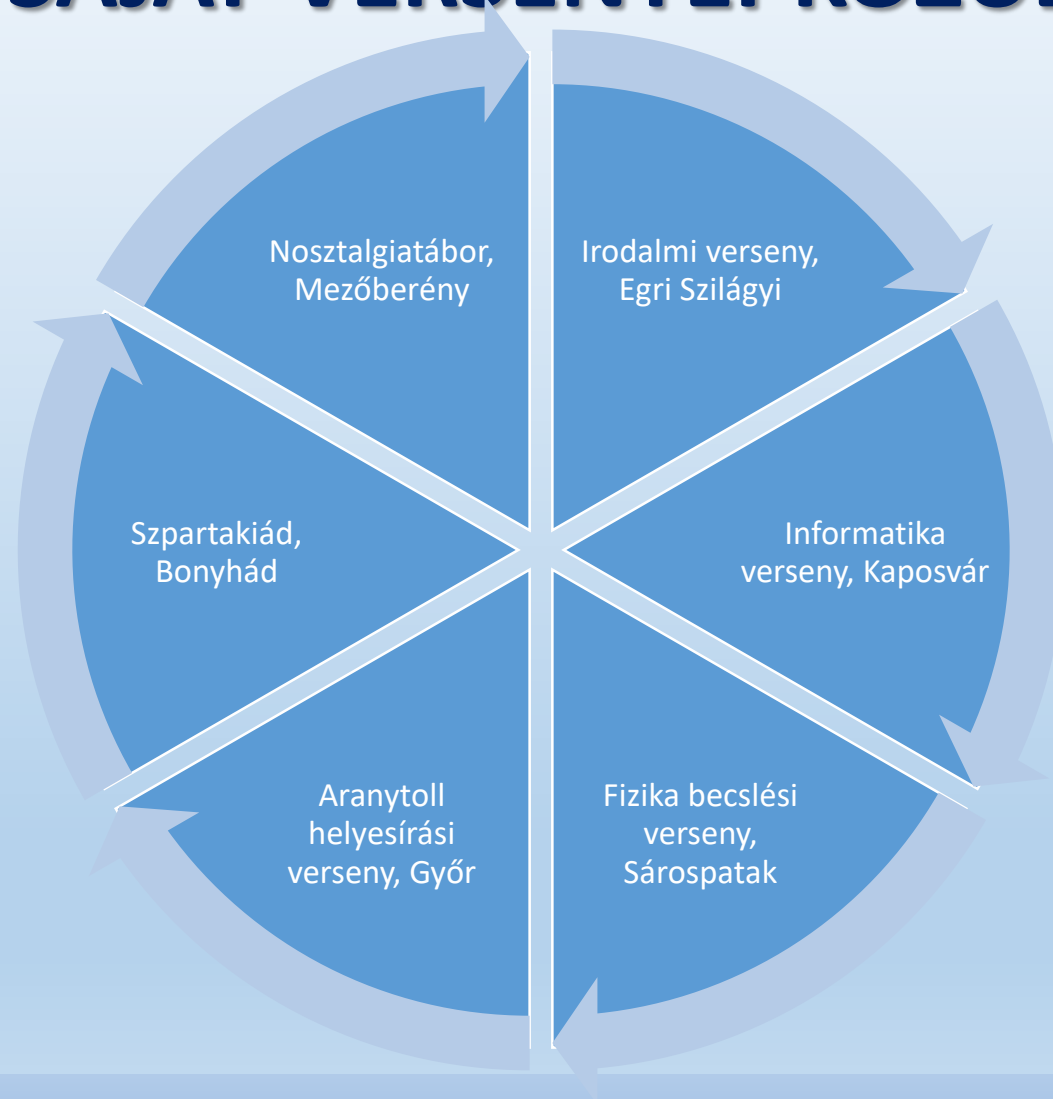 Irodalmi verseny,
Egri Szilágyi
Informatika
verseny, Kaposvár
Fizika becslési
verseny,
Sárospatak
Aranytoll
helyesírási
verseny, Győr
Szpartakiád,
Bonyhád
Nosztalgiatábor,
Mezőberény